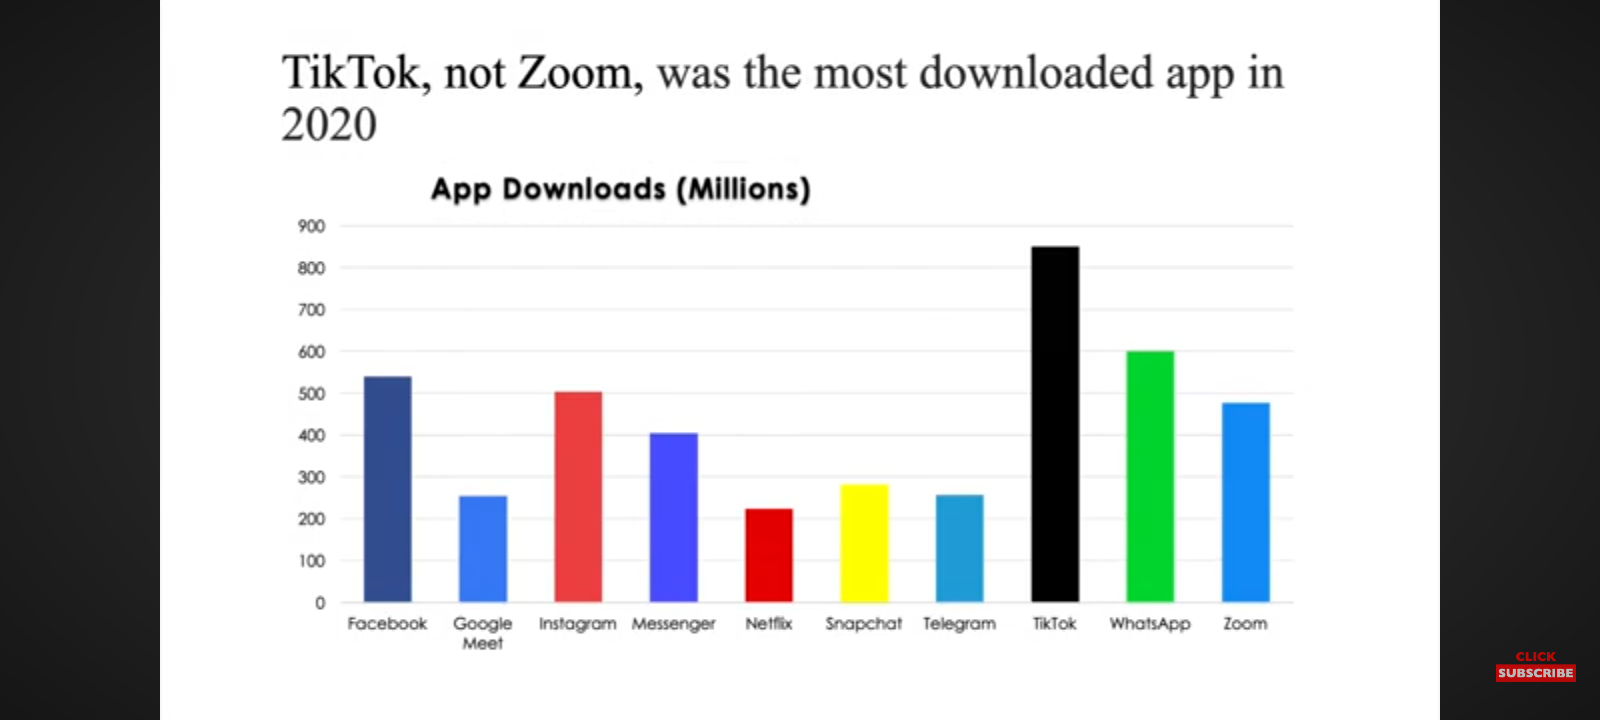 TikTok, not Zoom, was the most downloaded app in
2020
App Downloads (Millions)
900
800
700
600
500
400
300
200
100
0
Facebook Google Instagram Messenger Netflix Snapchat Telegram TikTok WhatsApp Zoom
Meet
CLICK
SUBSCRIBE